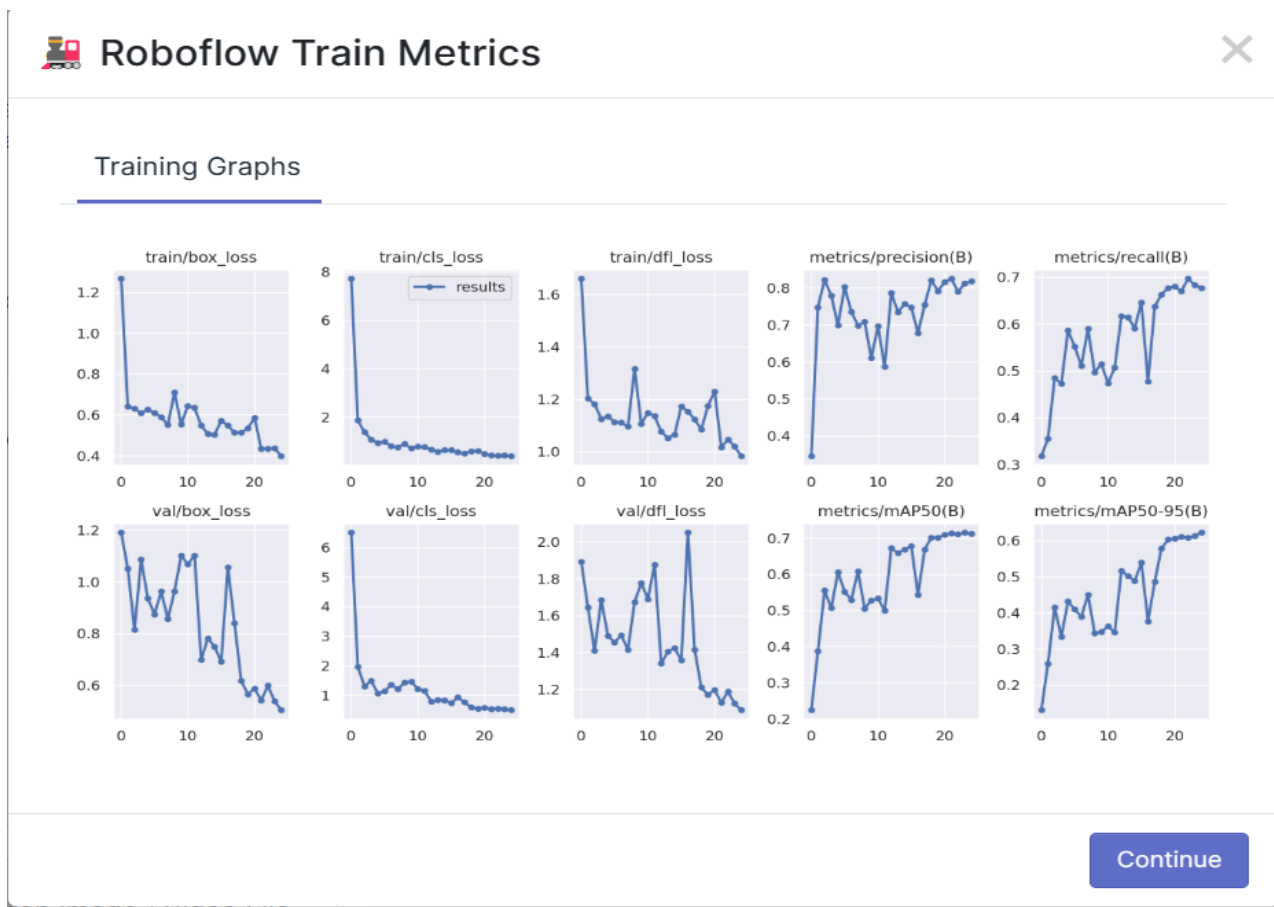 Roboflow Train Metrics
Training Graphs
train/box_loss
train/cls_loss
train/dfl_loss
metrics/precision(B)
metrics/recall(B)
1.2
1.0
0.8
0.6
0.4
0 10 20
8
6
4
2
results
0 10 20
1.6
1.4
1.2
1.0
0 10 20
0.8
0.7
0.6
0.5
0.4
0 10 20
0.7
0.6
0.5
0.4
0.3
0 10 20
val/box_loss
val/cls_loss
val/dfl_loss
metrics/mAP50(B)
metrics/mAP50-95(B)
1.2
1.0
0.8
0.6
0 10 20
6
5
4
3
2
1
0 10 20
2.0
1.8
1.6
1.4
1.2
0 10 20
0.7
0.6
0.5
0.4
0.3
0.2
0 10 20
0.6
0.5
0.4
0.3
0.2
0 10 20
Continue